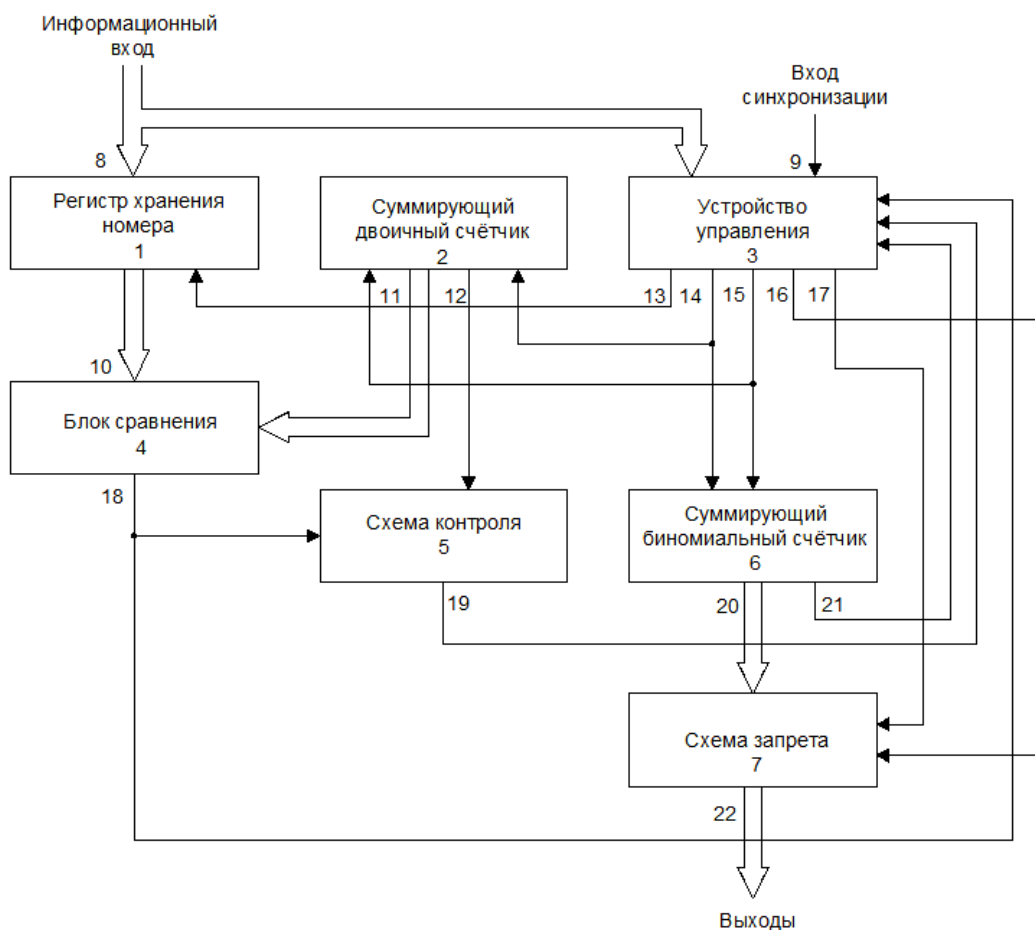 Информационный
вход
Вход
синхронизации
8
9
Регистр хранения
номера
1
Суммирующий
двоичный счётчик
2
Устройство
управления
3
11
12
13
14
15
16
17
10
Блок сравнения
4
18
Схема контроля
5
Суммирующий
биномиальный счётчик
6
19
20
21
Схема запрета
7
22
Выходы